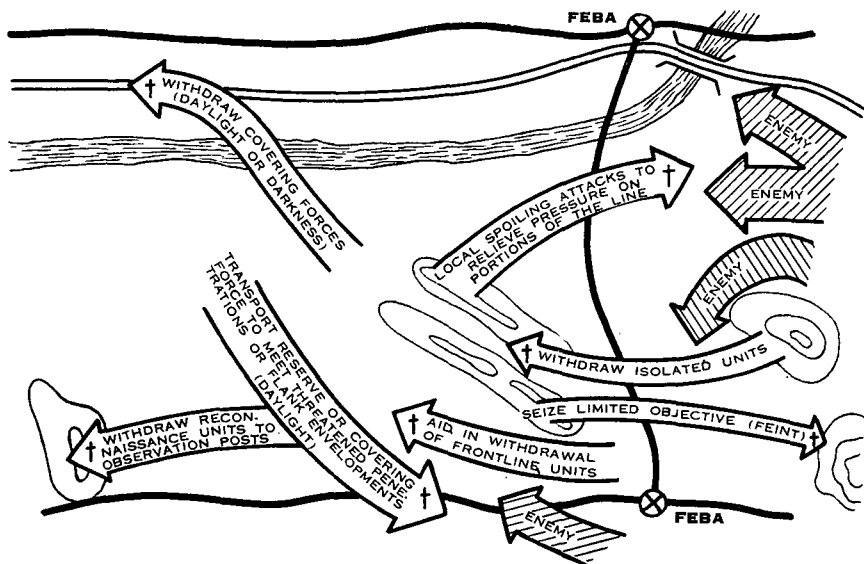 FEBA
WITHDRAW COVERING FORCES
(DAYLIGHT OR DARKNESS)
ENEMY
ENEMY
LOCAL SPOILING ATTACKS TO
RELIEVE PRESSURE ON
PORTIONS OF THE LINE
ENEMY
TRANSPORT RESERVE OR COVERING
FORCE TO MEET THREATENED PENE-
TRATIONS OR FLANK ENVELOPMENTS
(DAYLIGHT)
WITHDRAW ISOLATED UNITS
SEIZE LIMITED OBJECTIVE (FEINT)
WITHDRAW RECON-
NAISSANCE UNITS TO
OBSERVATION POSTS
AID IN WITHDRAWAL
OF FRONTLINE UNITS
ENEMY
FEBA